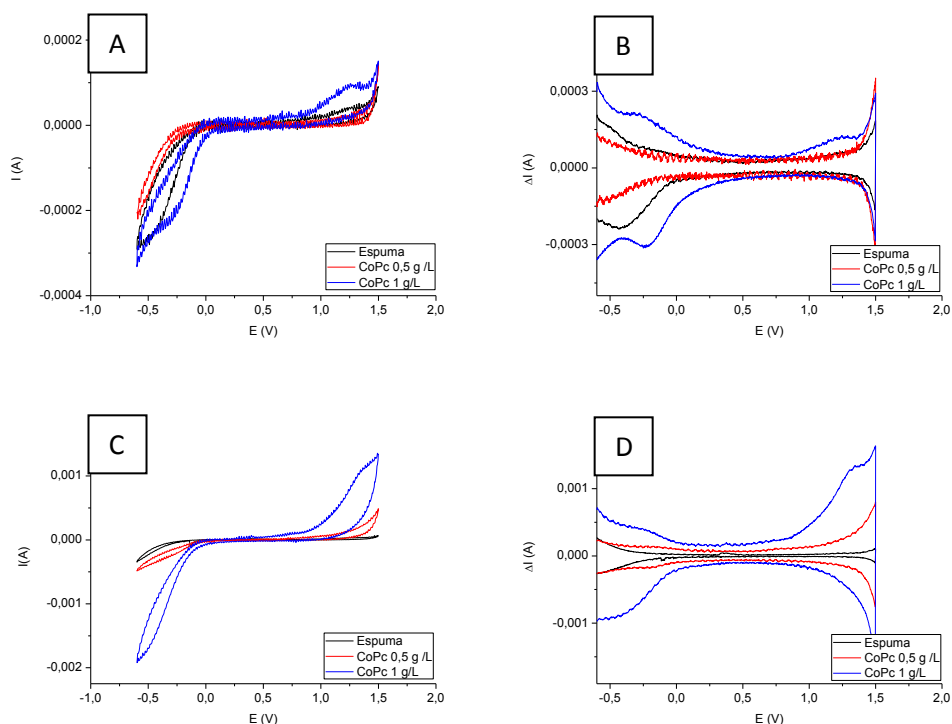 A
0,0002
0,0000
-0,0002
-0,0004
I (A)
-1,0 -0,5 0,0 0,5 1,0 1,5 2,0
E (V)
Espuma
CoPc 0,5 g /L
CoPc 1 g/L
B
0,0003
0,0000
-0,0003
ΔI (A)
-0,5 0,0 0,5 1,0 1,5 2,0
E (V)
Espuma
CoPc 0,5 g /L
CoPc 1 g/L
C
0,001
0,000
-0,001
-0,002
I(A)
-1,0 -0,5 0,0 0,5 1,0 1,5 2,0
E (V)
Espuma
CoPc 0,5 g/L
CoPc 1 g/L
D
0,001
0,000
-0,001
ΔI (A)
-0,5 0,0 0,5 1,0 1,5 2,0
E (V)
Espuma
CoPc 0,5 g/L
CoPc 1 g/L